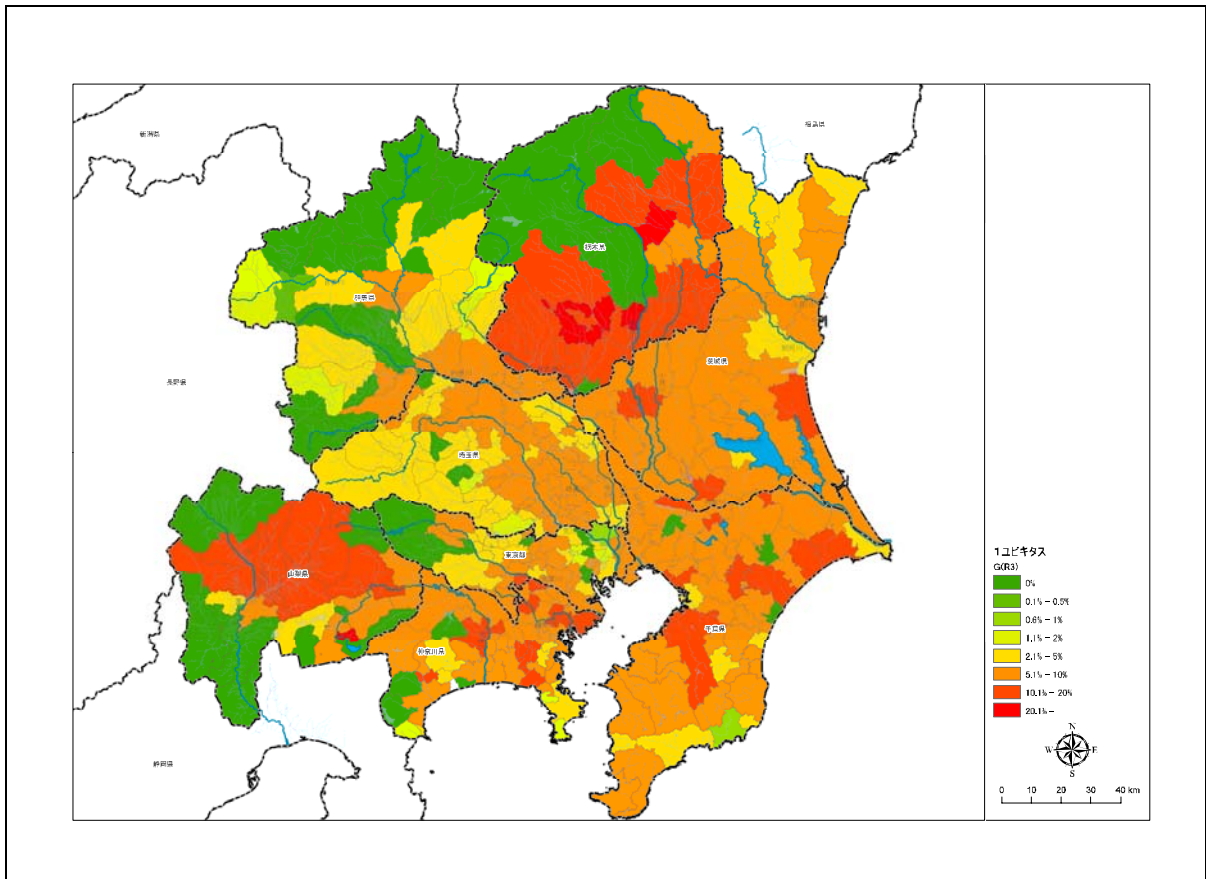 新潟県
福島県
栃木県
群馬県
茨城県
長野県
埼玉県
東京都
山梨県
千葉県
神奈川県
静岡県
1.ユビキタス
G(R3)
0%
0.1% - 0.5%
0.6% - 1%
1.1% - 2%
2.1% - 5%
5.1% - 10%
10.1% - 20%
20.1% -
N
W E
S
0 10 20 30 40 km